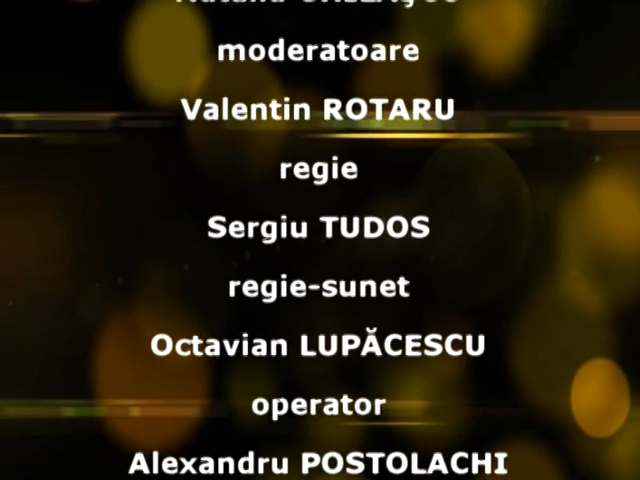 moderatoare
Valentin ROTARU
regie
Sergiu TUDOS
regie-sunet
Octavian LUPĂCESCU
operator
Alexandru POSTOLACHI